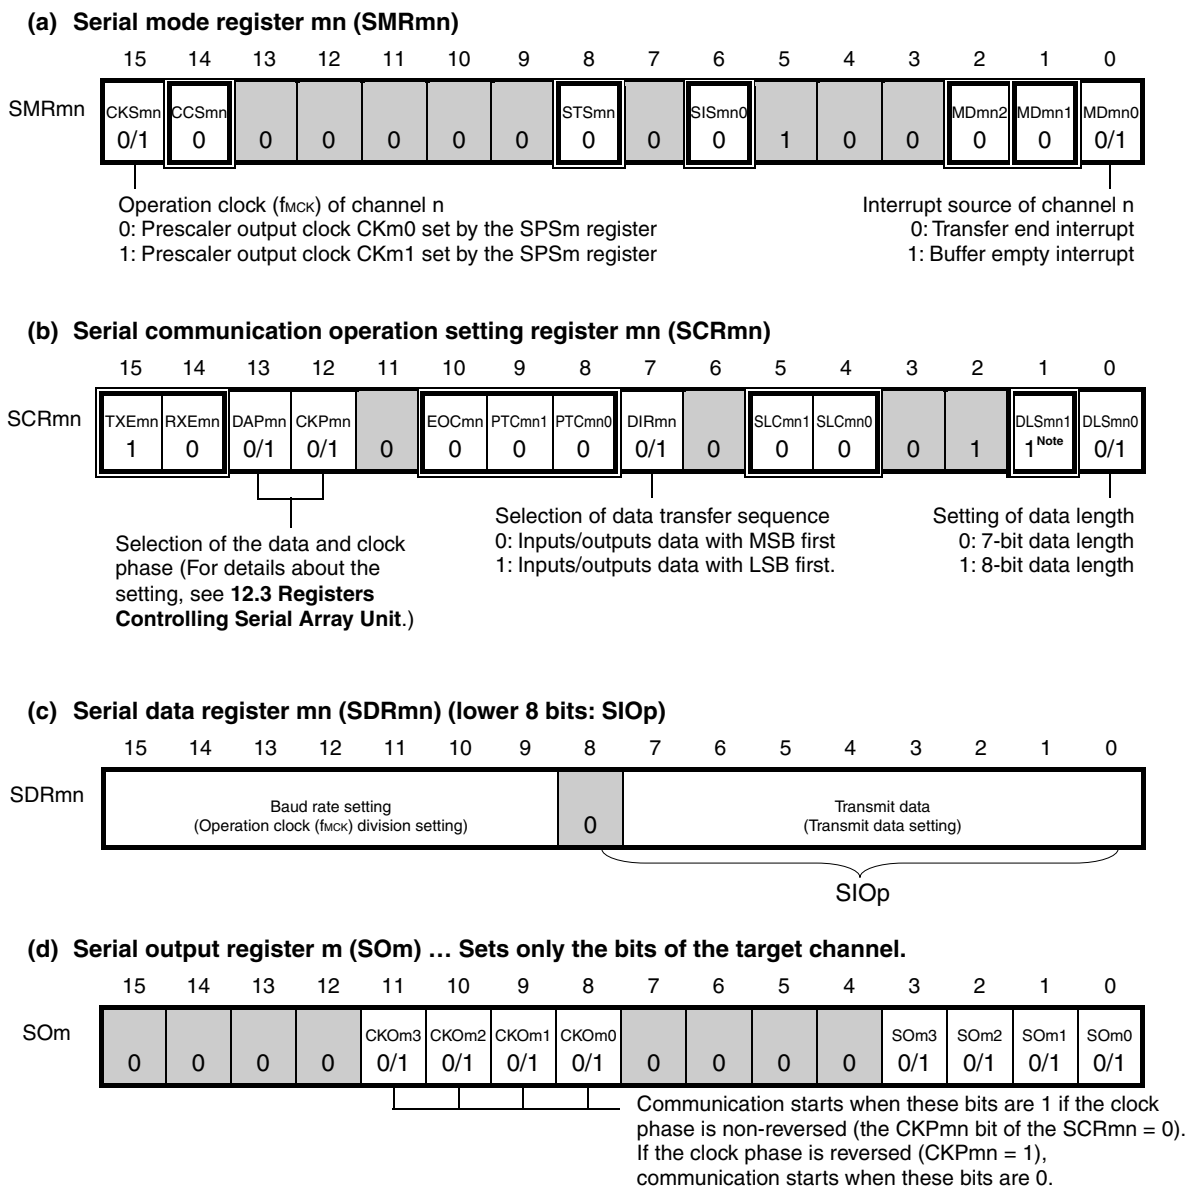 (a) Serial mode register mn (SMRmn)
15 14 13 12 11 10 9 8 7 6 5 4 3 2 1 0
SMRmn
CKSmn CCSmn STSmn SISmn0 MDmn2 MDmn1 MDmn0
0/1 0 0 0 0 0 0 0 0 0 1 0 0 0 0 0/1
Operation clock (fMCK) of channel n
0: Prescaler output clock CKm0 set by the SPSm register
1: Prescaler output clock CKm1 set by the SPSm register
Interrupt source of channel n
0: Transfer end interrupt
1: Buffer empty interrupt
(b) Serial communication operation setting register mn (SCRmn)
15 14 13 12 11 10 9 8 7 6 5 4 3 2 1 0
SCRmn
TXEmn RXEmn DAPmn CKPmn EOCmn PTCmn1 PTCmn0 DIRmn SLCmn1 SLCmn0 DLSmn1 DLSmn0
1 0 0/1 0/1 0 0 0 0 0/1 0 0 0 0 1 1 Note 0/1
Selection of the data and clock
phase (For details about the
setting, see 12.3 Registers
Controlling Serial Array Unit.)
Selection of data transfer sequence
0: Inputs/outputs data with MSB first
1: Inputs/outputs data with LSB first.
Setting of data length
0: 7-bit data length
1: 8-bit data length
(c) Serial data register mn (SDRmn) (lower 8 bits: SIOp)
15 14 13 12 11 10 9 8 7 6 5 4 3 2 1 0
SDRmn
Baud rate setting
(Operation clock (fMCK) division setting)
0
Transmit data
(Transmit data setting)
SIOp
(d) Serial output register m (SOm) … Sets only the bits of the target channel.
15 14 13 12 11 10 9 8 7 6 5 4 3 2 1 0
SOm
CKOm3 CKOm2 CKOm1 CKOm0 SOm3 SOm2 SOm1 SOm0
0 0 0 0 0/1 0/1 0/1 0/1 0 0 0 0 0/1 0/1 0/1 0/1
Communication starts when these bits are 1 if the clock
phase is non-reversed (the CKPmn bit of the SCRmn = 0).
If the clock phase is reversed (CKPmn = 1),
communication starts when these bits are 0.